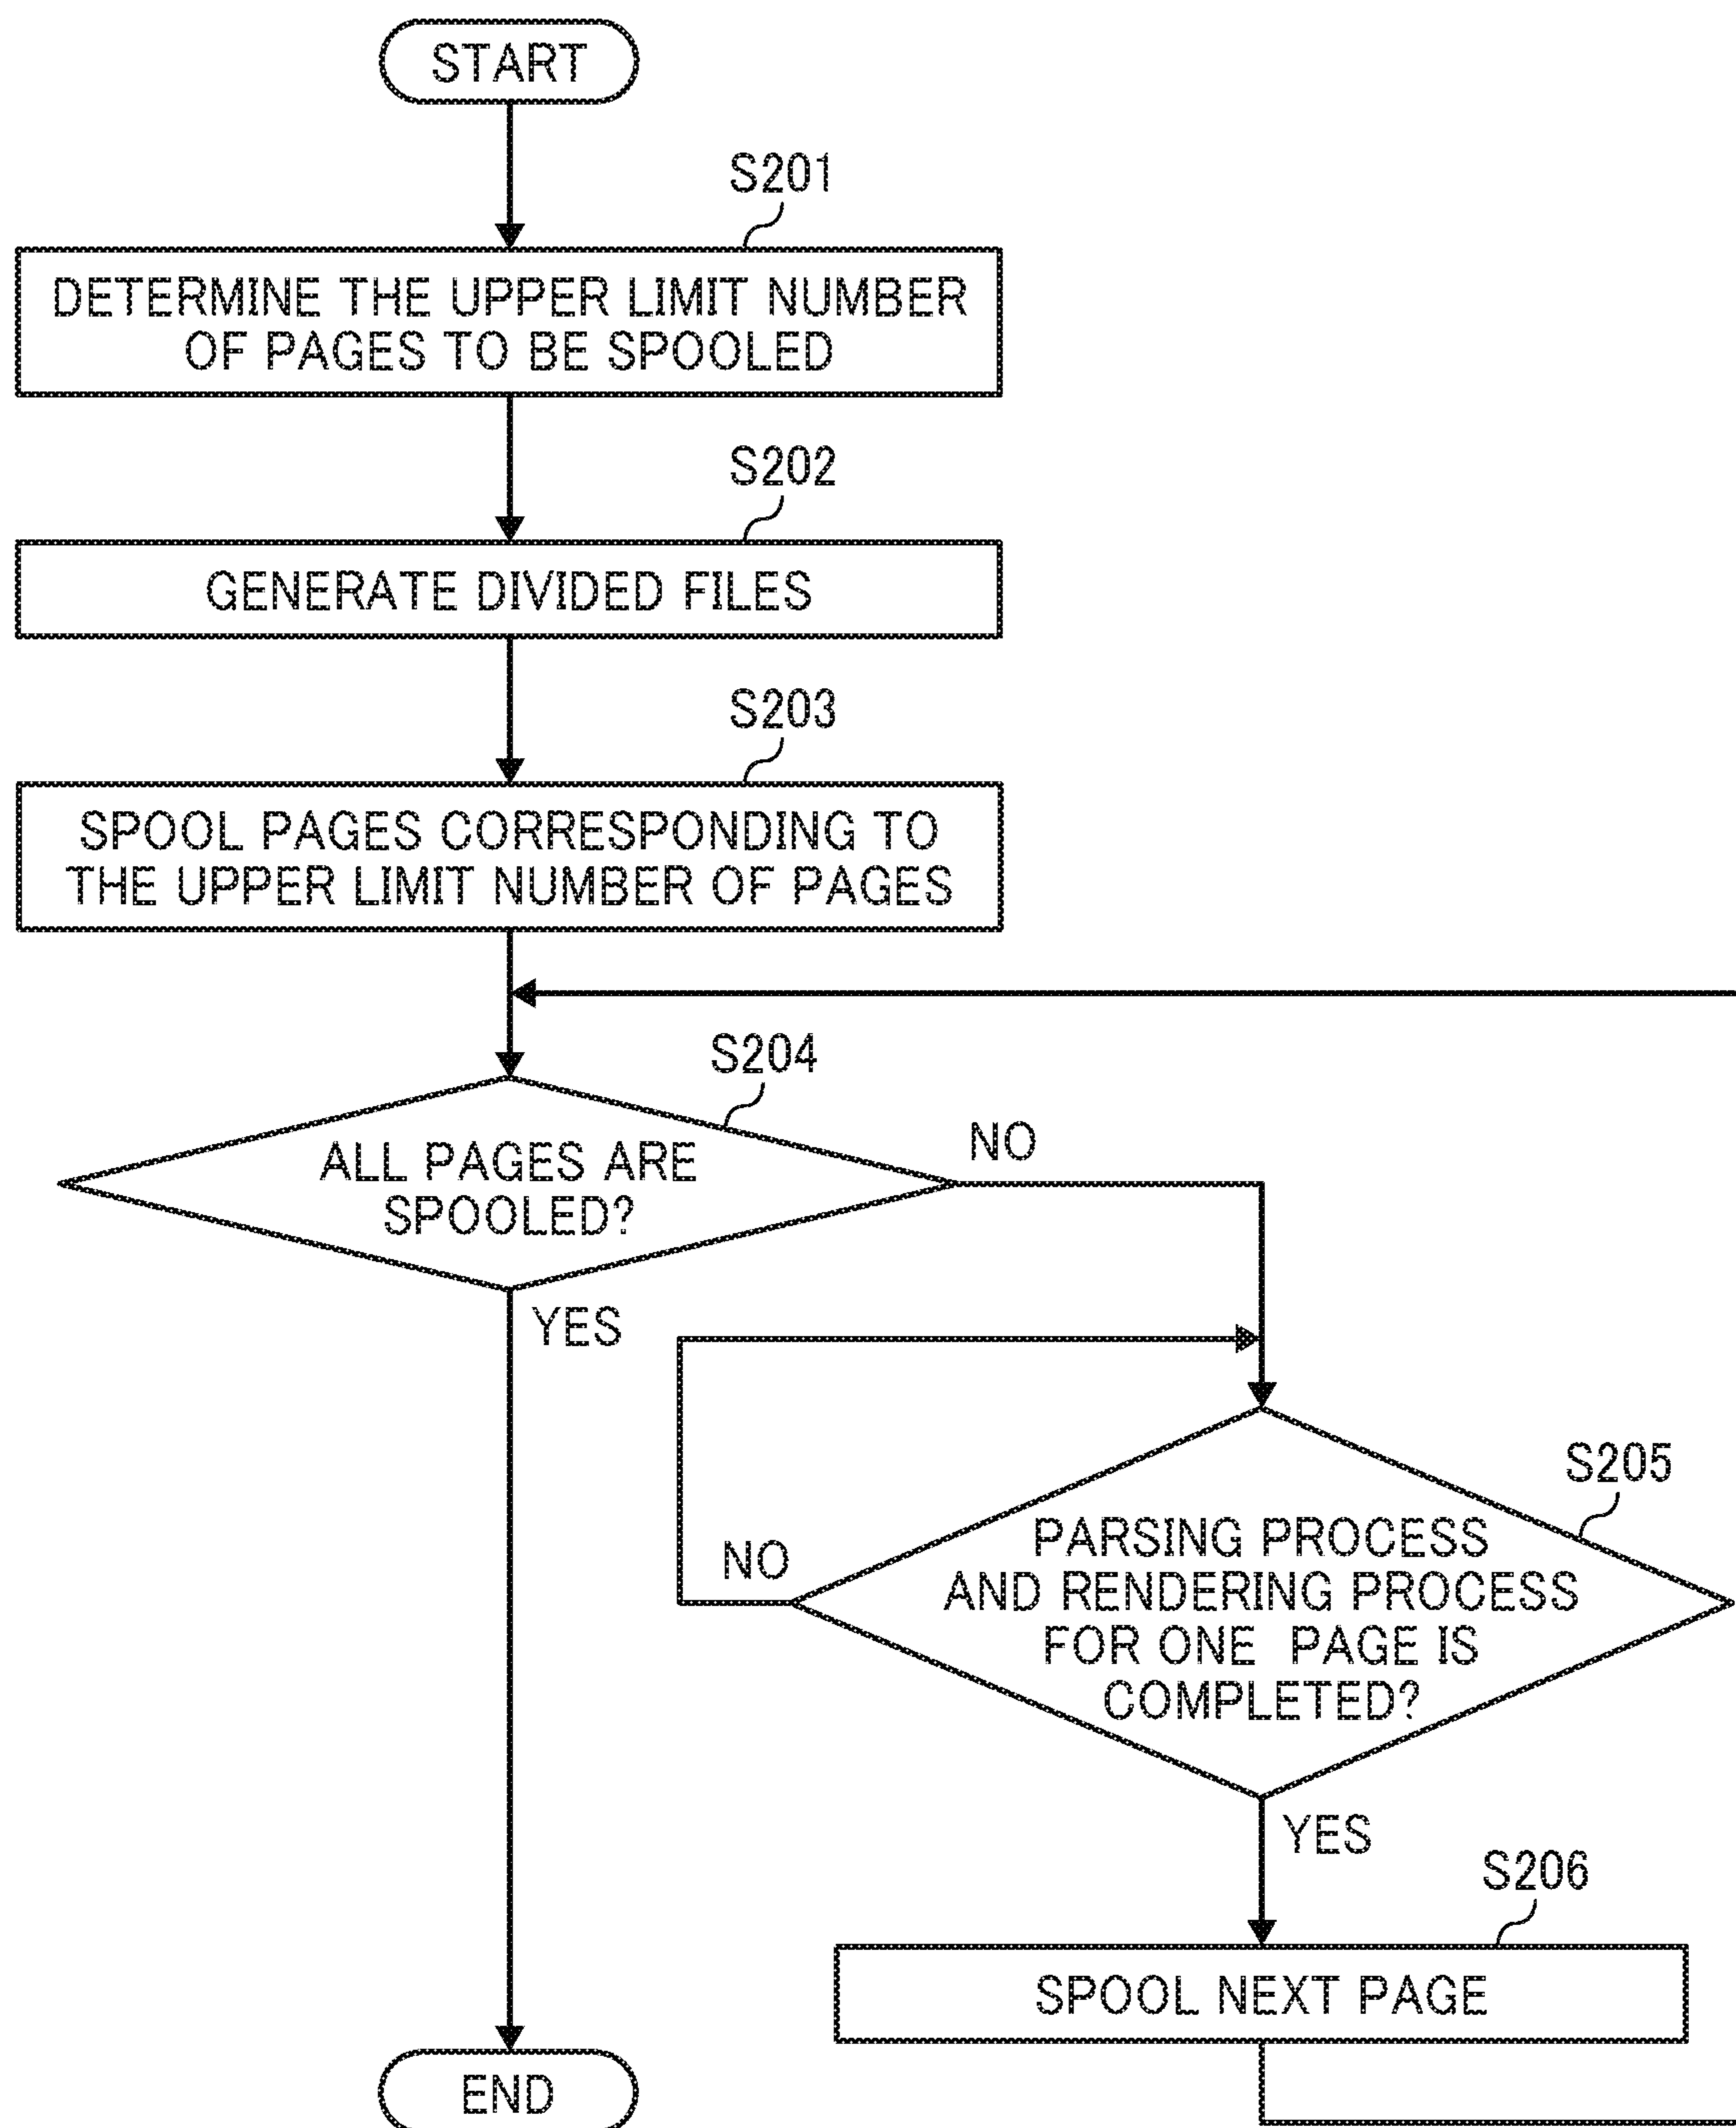 START
S201
DETERMINE THE UPPER LIMIT NUMBER
OF PAGES TO BE SPOOLED
S202
GENERATE DIVIDED FILES
S203
SPOOL PAGES CORRESPONDING TO
THE UPPER LIMIT NUMBER OF PAGES
S204
ALL PAGES ARE
SPOOLED?
NO
YES
S205
PARSING PROCESS
AND RENDERING PROCESS
FOR ONE PAGE IS
COMPLETED?
NO
YES
S206
SPOOL NEXT PAGE
END